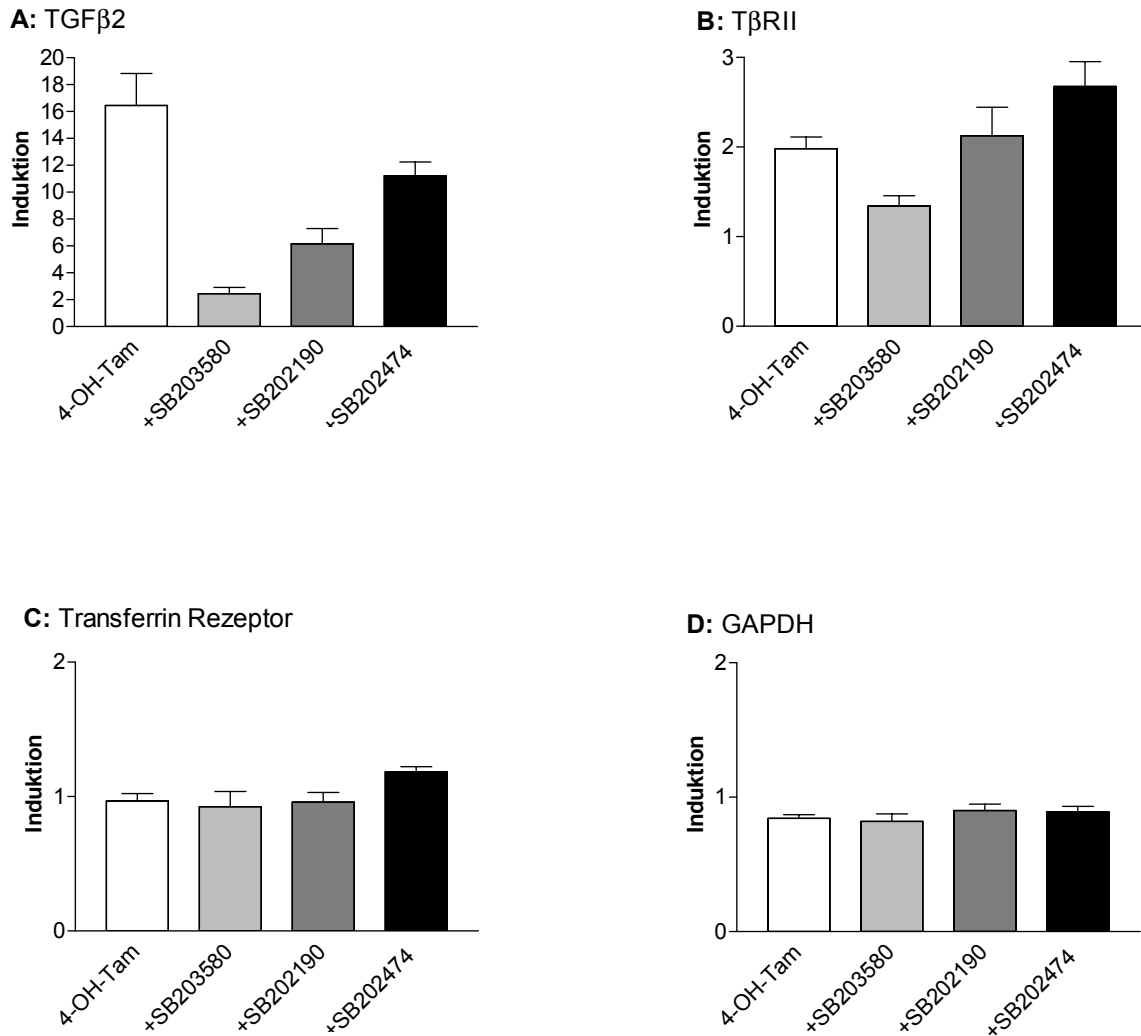 A: TGFβ2
Induktion
20
18
16
14
12
10
8
6
4
2
0
4-OH-Tam
+SB203580
+SB202190
+SB202474
B: TβRII
Induktion
3
2
1
0
4-OH-Tam
+SB203580
+SB202190
+SB202474
C: Transferrin Rezeptor
Induktion
2
1
0
4-OH-Tam
+SB203580
+SB202190
+SB202474
D: GAPDH
Induktion
2
1
0
4-OH-Tam
+SB203580
+SB202190
+SB202474